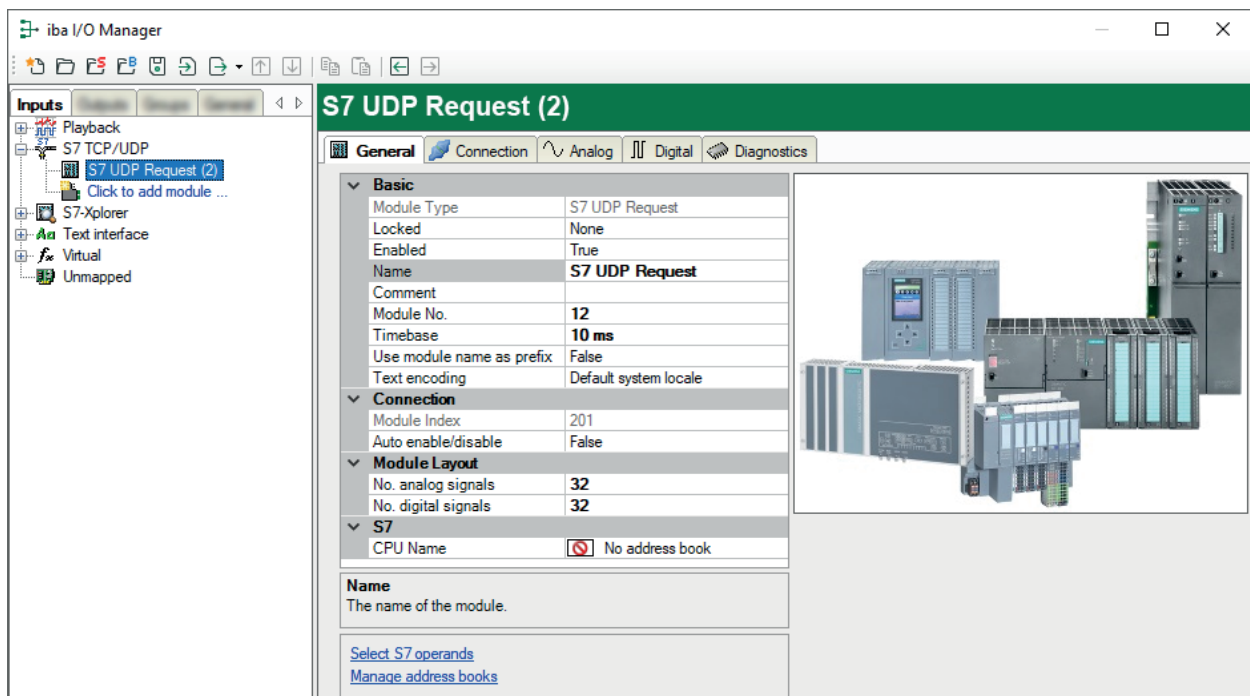 iba I/O Manager
Inputs
Playback
S7 TCP/UDP
S7 UDP Request (2)
Click to add module ...
S7-Xplorer
Text interface
Virtual
Unmapped
S7 UDP Request (2)
General Connection Analog Digital Diagnostics
Basic
Module Type S7 UDP Request
Locked None
Enabled True
Name S7 UDP Request
Comment
Module No. 12
Timebase 10 ms
Use module name as prefix False
Text encoding Default system locale
Connection
Module Index 201
Auto enable/disable False
Module Layout
No. analog signals 32
No. digital signals 32
S7
CPU Name No address book
Name
The name of the module.
Select S7 operands
Manage address books